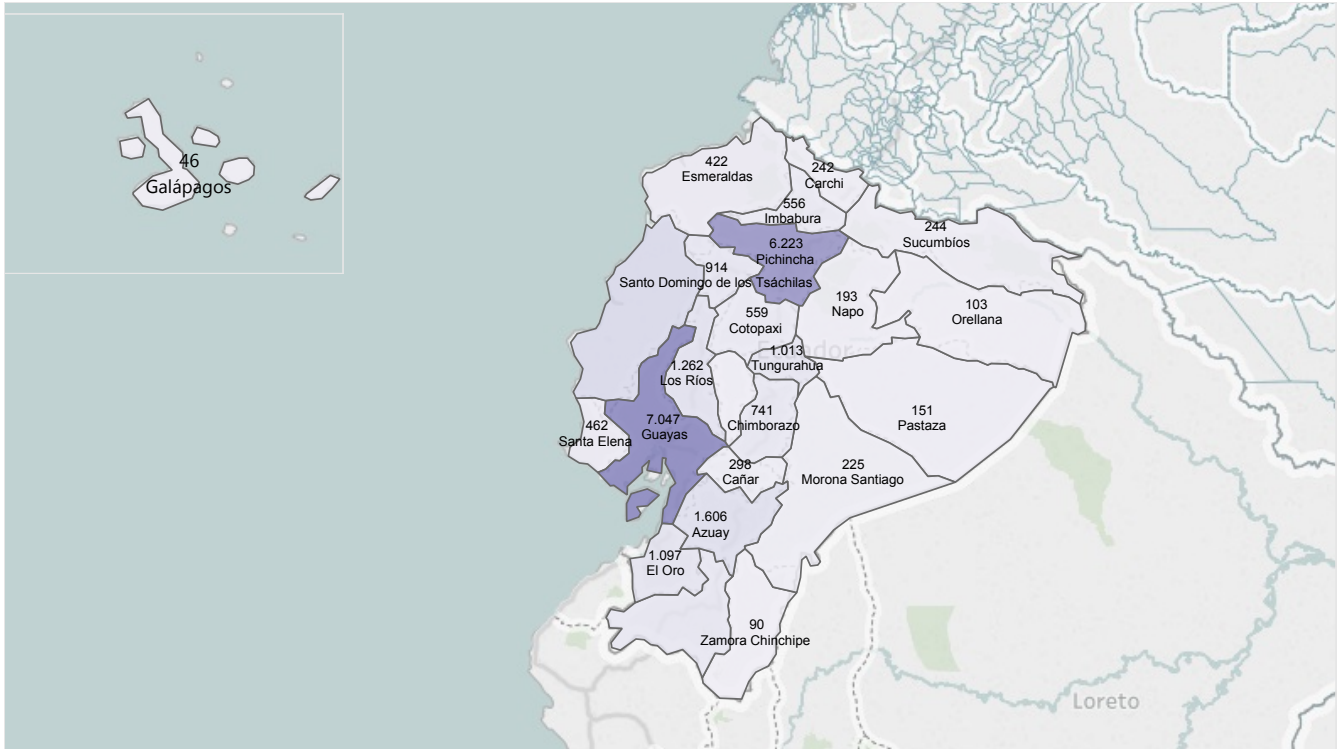 46
Galápagos
422
Esmeraldas
242
Carchi
556
Imbabura
244
Sucumbíos
6.223
Pichincha
914
Santo Domingo de los Tsáchilas
193
Napo
103
Orellana
559
Cotopaxi
Ecuador
1.013
Tungurahua
1.262
Los Ríos
741
Chimborazo
151
Pastaza
462
Santa Elena
7.047
Guayas
298
Cañar
225
Morona Santiago
1.606
Azuay
1.097
El Oro
90
Zamora Chinchipe
Loreto